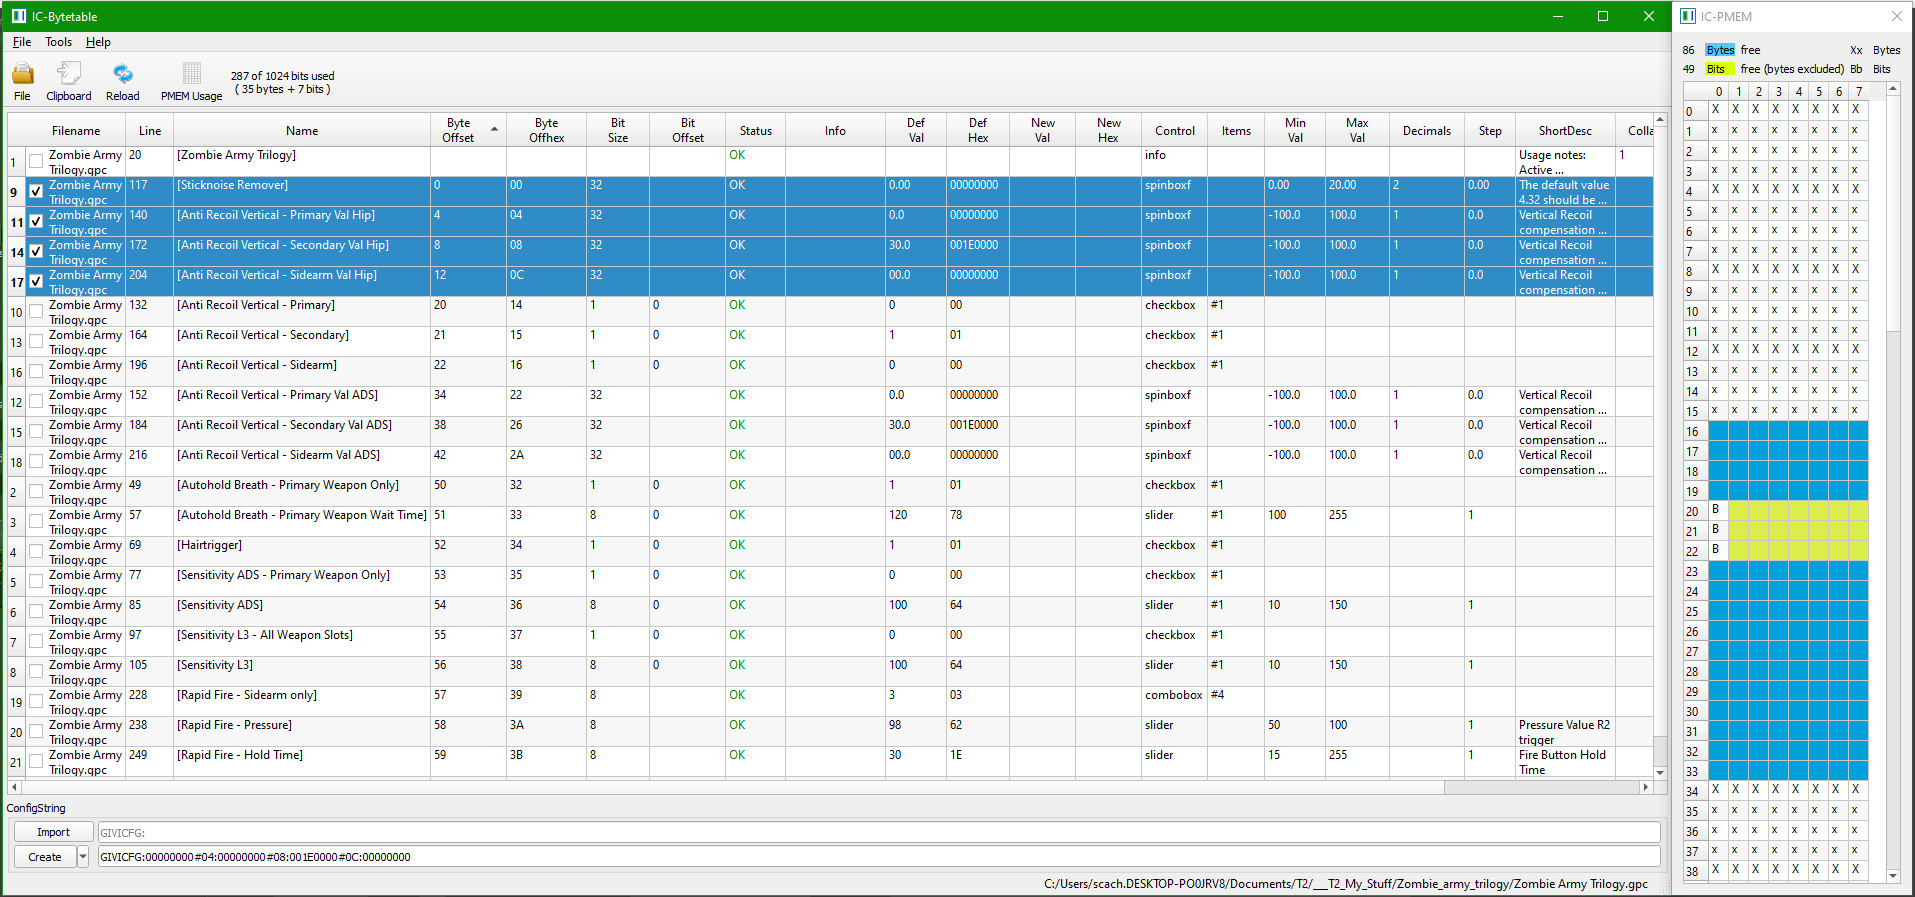 IC-Bytetable
File Tools Help
File Clipboard Reload PMEM Usage
287 of 1024 bits used
( 35 bytes + 7 bits )
Filename Line Name Byte Offset Byte Offhex Bit Size Bit Offset Status Info Def Val Def Hex New Val New Hex Control Items Min Val Max Val Decimals Step ShortDesc Colla
1 Zombie Army Trilogy.gpc 20 [Zombie Army Trilogy] OK info Usage notes: Active ... 1
9 Zombie Army Trilogy.gpc 117 [Sticknoise Remover] 0 00 32 OK 0.00 00000000 spinboxf 0.00 20.00 2 0.00 The default value 4.32 should be ...
11 Zombie Army Trilogy.gpc 140 [Anti Recoil Vertical - Primary Val Hip] 4 04 32 OK 0.0 00000000 spinboxf -100.0 100.0 1 0.0 Vertical Recoil compensation ...
14 Zombie Army Trilogy.gpc 172 [Anti Recoil Vertical - Secondary Val Hip] 8 08 32 OK 30.0 001E0000 spinboxf -100.0 100.0 1 0.0 Vertical Recoil compensation ...
17 Zombie Army Trilogy.gpc 204 [Anti Recoil Vertical - Sidearm Val Hip] 12 0C 32 OK 00.0 00000000 spinboxf -100.0 100.0 1 0.0 Vertical Recoil compensation ...
10 Zombie Army Trilogy.gpc 132 [Anti Recoil Vertical - Primary] 20 14 1 0 OK 0 00 checkbox #1
13 Zombie Army Trilogy.gpc 164 [Anti Recoil Vertical - Secondary] 21 15 1 0 OK 1 01 checkbox #1
16 Zombie Army Trilogy.gpc 196 [Anti Recoil Vertical - Sidearm] 22 16 1 0 OK 0 00 checkbox #1
12 Zombie Army Trilogy.gpc 152 [Anti Recoil Vertical - Primary Val ADS] 34 22 32 OK 0.0 00000000 spinboxf -100.0 100.0 1 0.0 Vertical Recoil compensation ...
15 Zombie Army Trilogy.gpc 184 [Anti Recoil Vertical - Secondary Val ADS] 38 26 32 OK 30.0 001E0000 spinboxf -100.0 100.0 1 0.0 Vertical Recoil compensation ...
18 Zombie Army Trilogy.gpc 216 [Anti Recoil Vertical - Sidearm Val ADS] 42 2A 32 OK 00.0 00000000 spinboxf -100.0 100.0 1 0.0 Vertical Recoil compensation ...
2 Zombie Army Trilogy.gpc 49 [Autohold Breath - Primary Weapon Only] 50 32 1 0 OK 1 01 checkbox #1
3 Zombie Army Trilogy.gpc 57 [Autohold Breath - Primary Weapon Wait Time] 51 33 8 0 OK 120 78 slider #1 100 255 1
4 Zombie Army Trilogy.gpc 69 [Hairtrigger] 52 34 1 0 OK 1 01 checkbox #1
5 Zombie Army Trilogy.gpc 77 [Sensitivity ADS - Primary Weapon Only] 53 35 1 0 OK 0 00 checkbox #1
6 Zombie Army Trilogy.gpc 85 [Sensitivity ADS] 54 36 8 0 OK 100 64 slider #1 10 150 1
7 Zombie Army Trilogy.gpc 97 [Sensitivity L3 - All Weapon Slots] 55 37 1 0 OK 0 00 checkbox #1
8 Zombie Army Trilogy.gpc 105 [Sensitivity L3] 56 38 8 0 OK 100 64 slider #1 10 150 1
19 Zombie Army Trilogy.gpc 228 [Rapid Fire - Sidearm only] 57 39 8 OK 3 03 combobox #4
20 Zombie Army Trilogy.gpc 238 [Rapid Fire - Pressure] 58 3A 8 OK 98 62 slider 50 100 1 Pressure Value R2 trigger
21 Zombie Army Trilogy.gpc 249 [Rapid Fire - Hold Time] 59 3B 8 OK 30 1E slider 15 255 1 Fire Button Hold Time
ConfigString
Import GIVICFG:
Create GIVICFG:00000000#04:00000000#08:001E0000#0C:00000000
C:/Users/scach.DESKTOP-PO0JRV8/Documents/T2/___T2_My_Stuff/Zombie_army_trilogy/Zombie Army Trilogy.gpc
IC-PMEM
86 Bytes free Xx Bytes
49 Bits free (bytes excluded) Bb Bits
0 1 2 3 4 5 6 7
0 X X X X X X X X
1 x x x x x x x x
2 x x x x x x x x
3 x x x x x x x x
4 X X X X X X X X
5 x x x x x x x x
6 x x x x x x x x
7 x x x x x x x x
8 X X X X X X X X
9 x x x x x x x x
10 x x x x x x x x
11 x x x x x x x x
12 X X X X X X X X
13 x x x x x x x x
14 x x x x x x x x
15 x x x x x x x x
16
17
18
19
20 B
21 B
22 B
23
24
25
26
27
28
29
30
31
32
33
34 X X X X X X X X
35 x x x x x x x x
36 x x x x x x x x
37 x x x x x x x x
38 X X X X X X X X